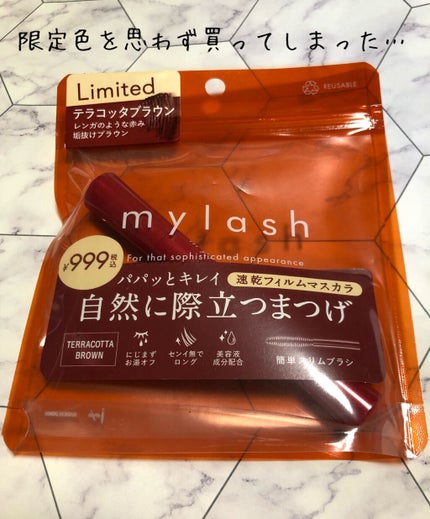 限定色を思わず買ってしまった…
Limited
テラコッタブラウン
レンガのような赤み
垢抜けブラウン
REUSABLE
mylash
For that sophisticated appearance
¥999税込
パパッとキレイ 速乾フィルムマスカラ
自然に際立つまつげ
TERRACOTTA
BROWN
にじまず
お湯オフ
センイ無で
ロング
美容液
成分配合
簡単スリムブラシ